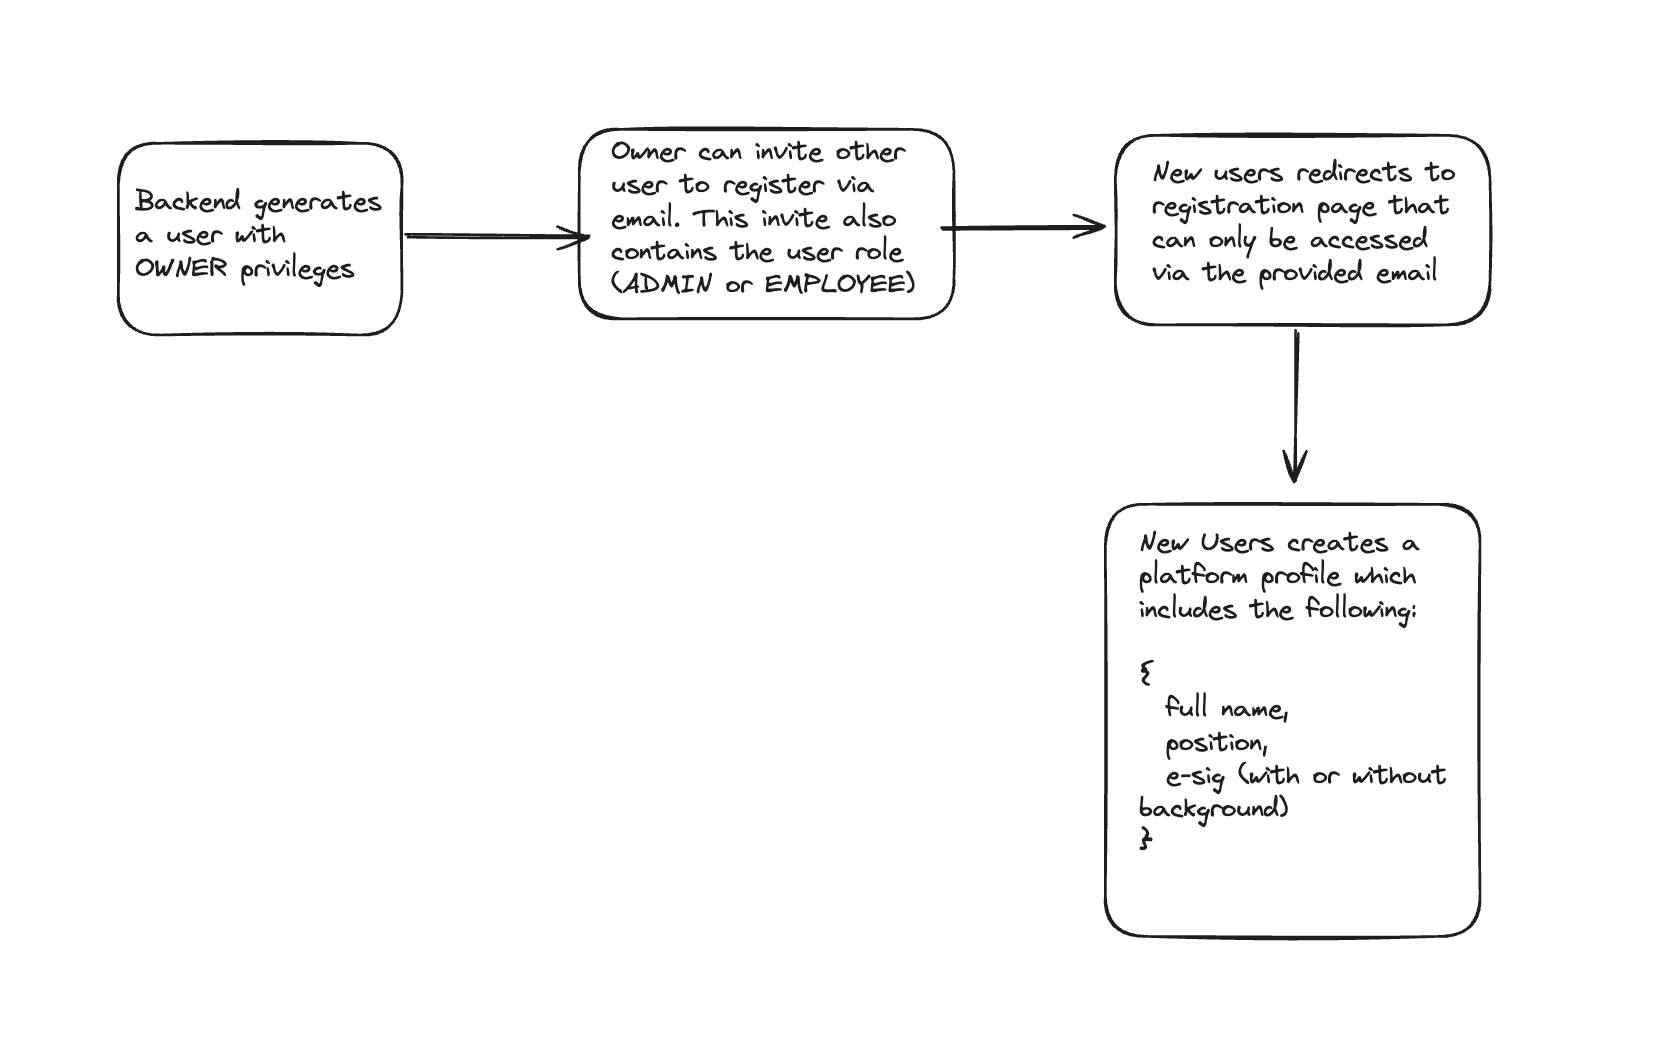 Backend generates
a user with
OWNER privileges
Owner can invite other
user to register via
email. This invite also
contains the user role
(ADMIN or EMPLOYEE)
New users redirects to
registration page that
can only be accessed
via the provided email
New Users creates a
platform profile which
includes the following:
{
full name,
position,
e-sig (with or without
background)
}